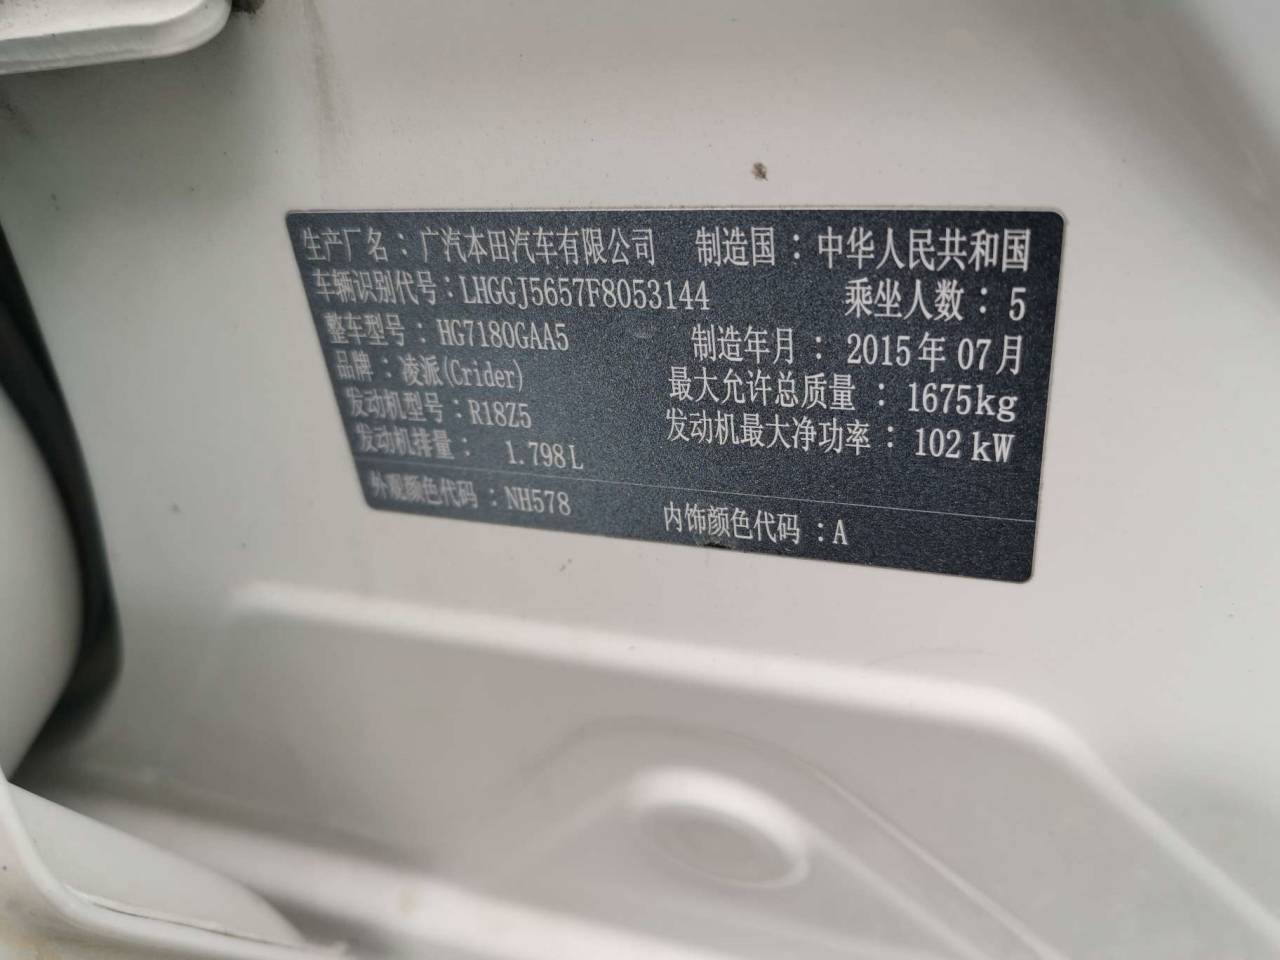 生产厂名：广汽本田汽车有限公司 制造国：中华人民共和国
车辆识别代号：LHGGJ5657F8053144 乘坐人数：5
整车型号：HG7180GAA5 制造年月：2015年07月
品牌：凌派(Crider) 最大允许总质量：1675kg
发动机型号：R18Z5 发动机最大净功率：102kW
发动机排量：1.798L
外观颜色代码：NH578 内饰颜色代码：A